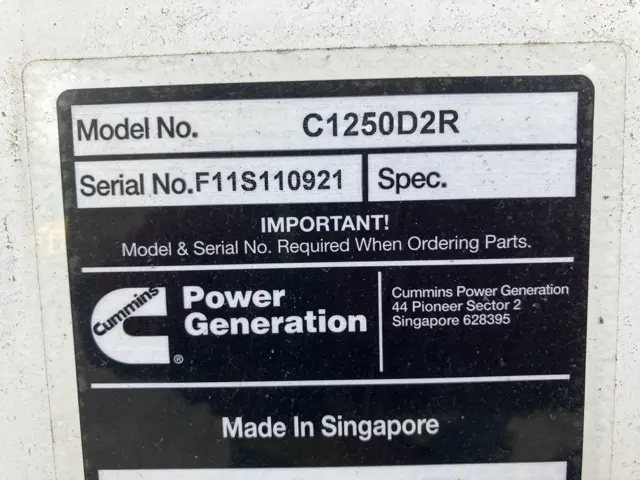 Model No. C1250D2R
Serial No. F11S110921 Spec.
IMPORTANT!
Model & Serial No. Required When Ordering Parts.
Cummins
Power
Generation
®
Cummins Power Generation
44 Pioneer Sector 2
Singapore 628395
Made In Singapore